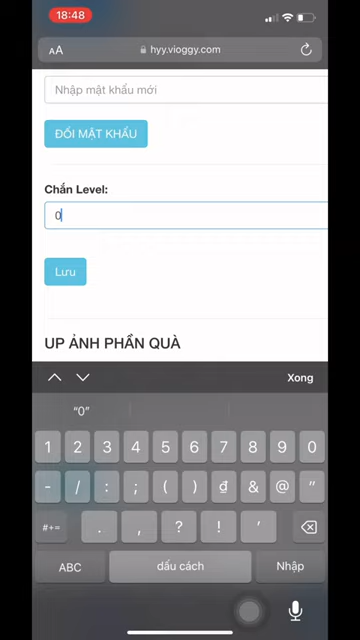 18:48
AA hyy.vioggy.com
Nhập mật khẩu mới
ĐỔI MẬT KHẨU
Chắn Level:
0
Lưu
UP ẢNH PHẦN QUÀ
Xong
“0”
1 2 3 4 5 6 7 8 9 0
- / : ; ( ) đ & @ "
#+= . , ? ! ’
ABC dấu cách Nhập